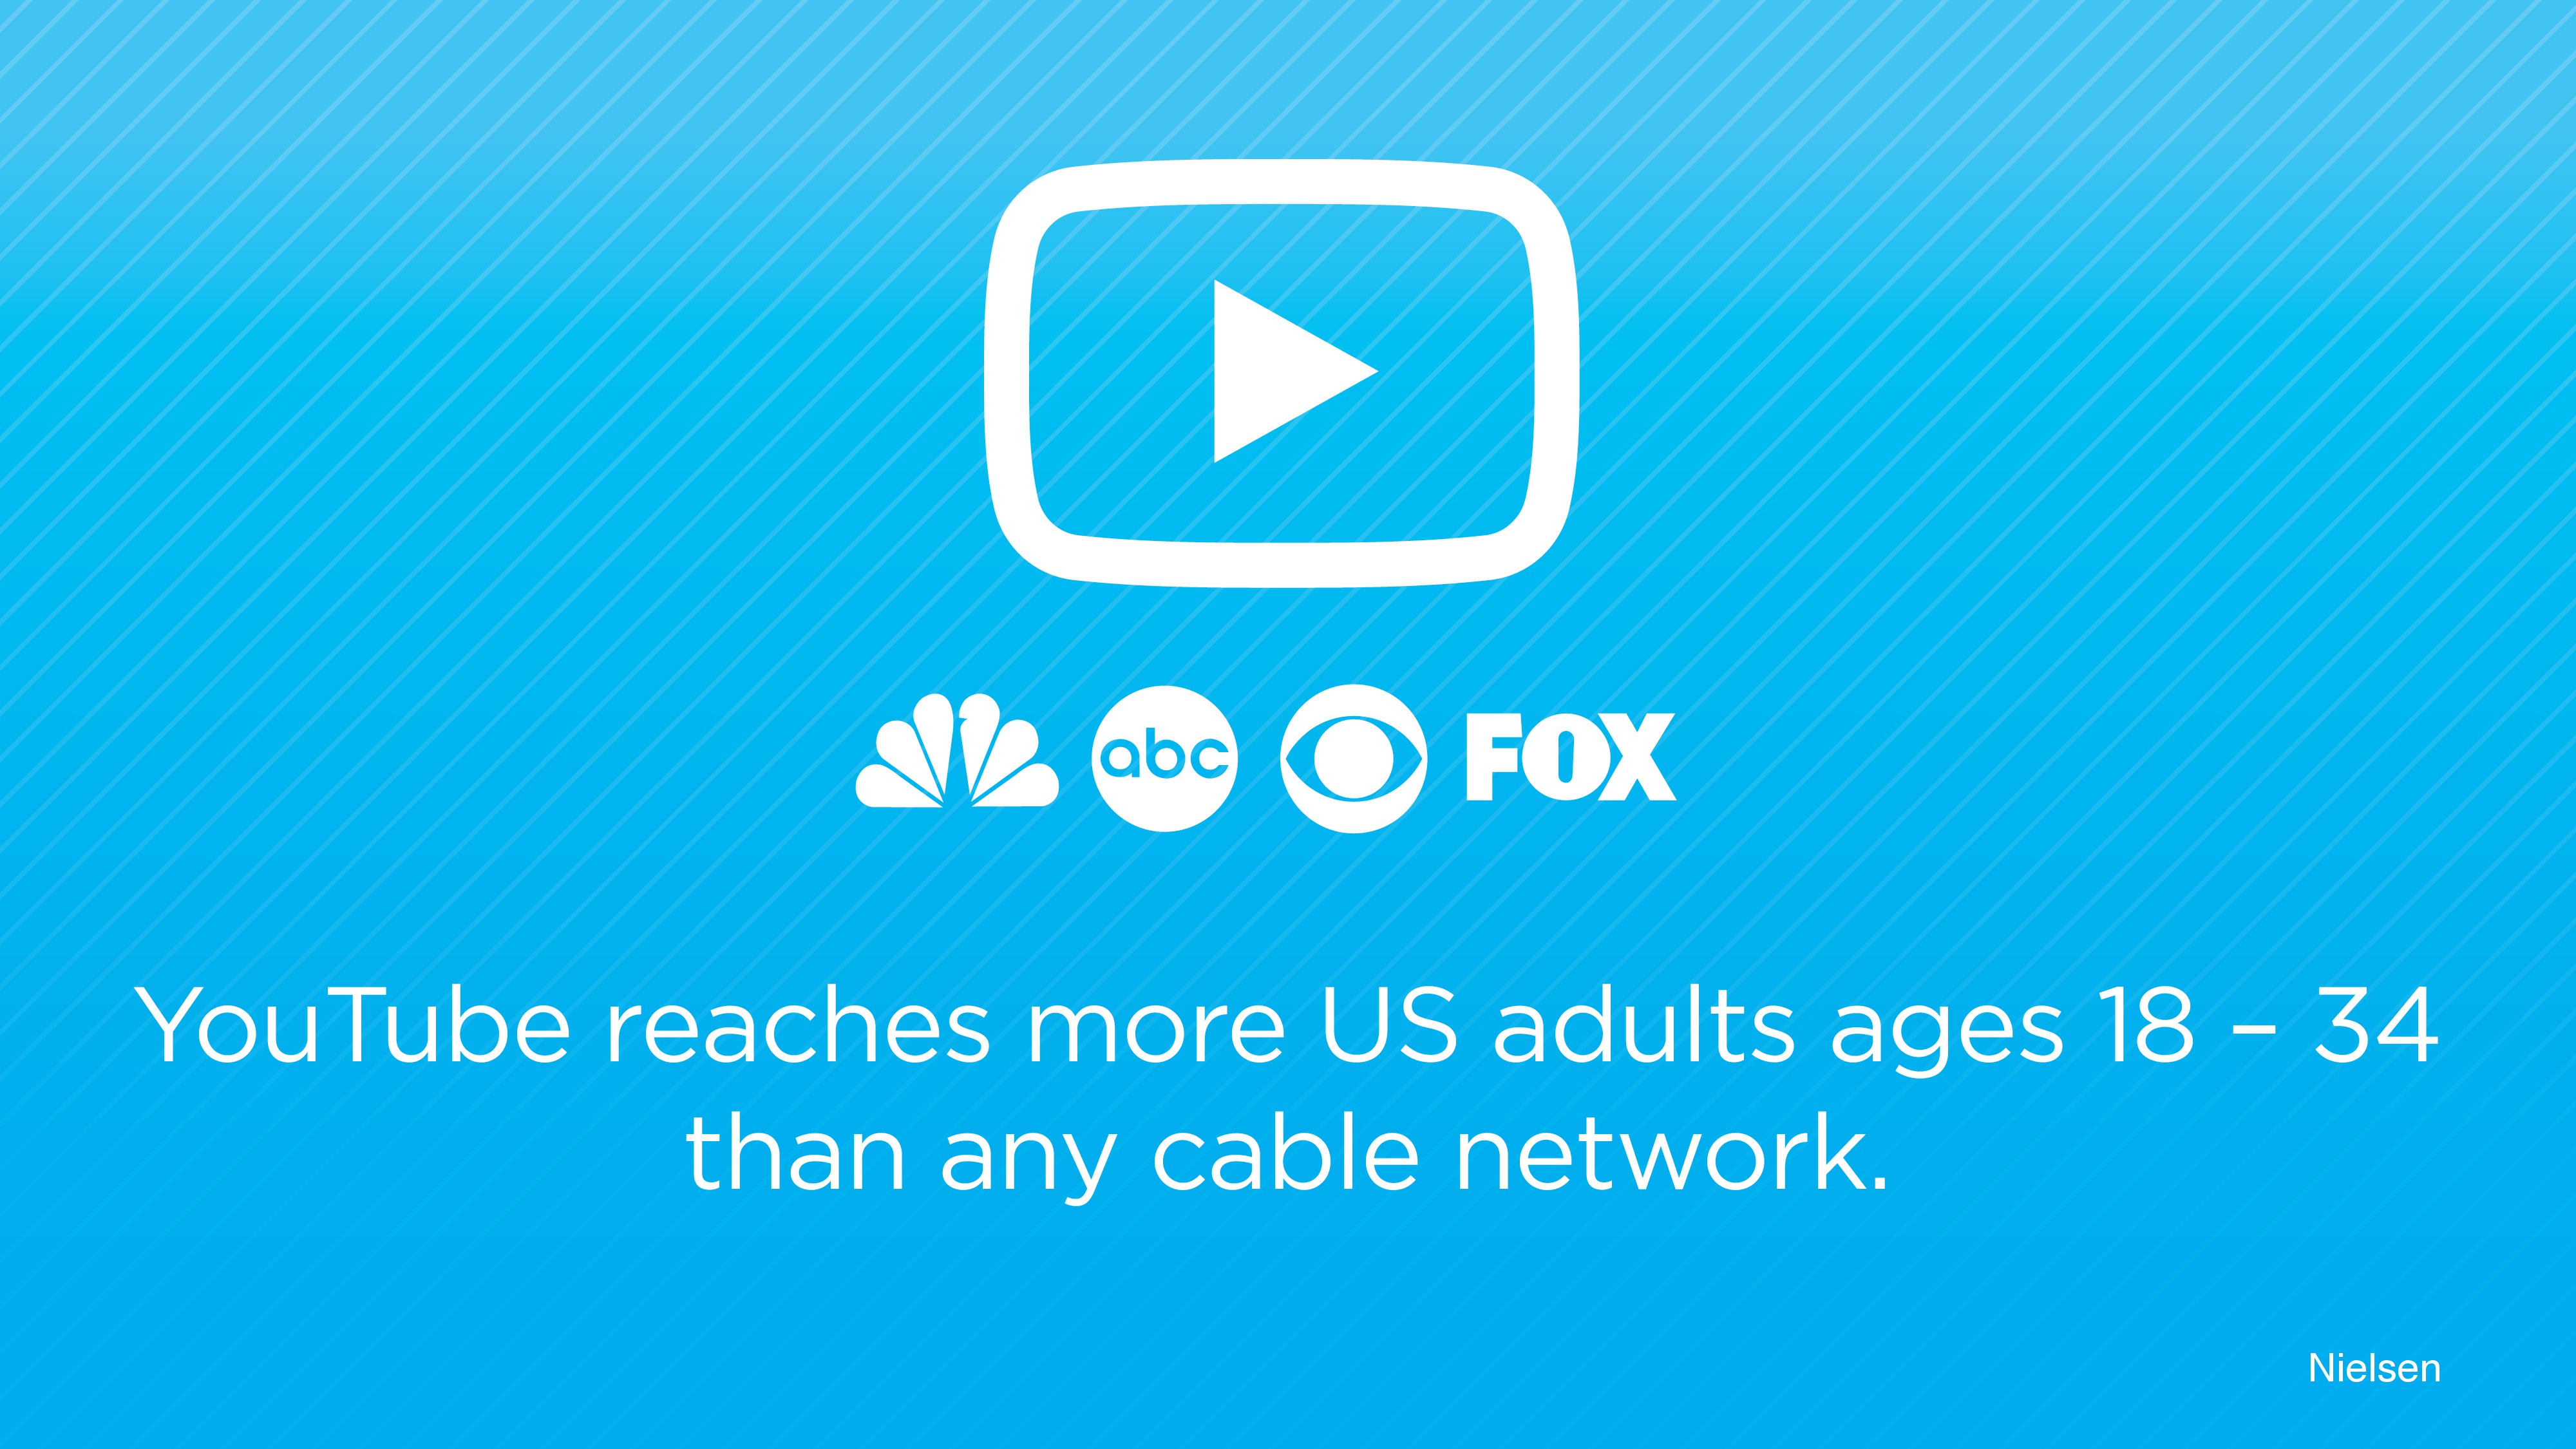 abc FOX
YouTube reaches more US adults ages 18 – 34
than any cable network.
Nielsen